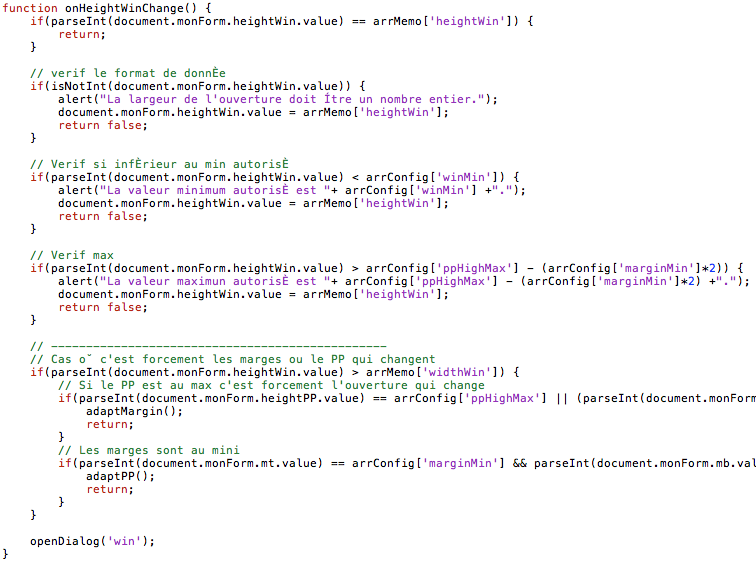 function onHeightWinChange() {
    if(parseInt(document.monForm.heightWin.value) == arrMemo['heightWin']) {
        return;
    }

    // verif le format de donnÈe
    if(isNotInt(document.monForm.heightWin.value)) {
        alert("La largeur de l'ouverture doit Ítre un nombre entier.");
        document.monForm.heightWin.value = arrMemo['heightWin'];
        return false;
    }

    // Verif si infÈrieur au min autorisÈ
    if(parseInt(document.monForm.heightWin.value) < arrConfig['winMin']) {
        alert("La valeur minimum autorisÈ est "+ arrConfig['winMin'] +".");
        document.monForm.heightWin.value = arrMemo['heightWin'];
        return false;
    }

    // Verif max
    if(parseInt(document.monForm.heightWin.value) > arrConfig['ppHighMax'] - (arrConfig['marginMin']*2)) {
        alert("La valeur maximun autorisÈ est "+ arrConfig['ppHighMax'] - (arrConfig['marginMin']*2) +".");
        document.monForm.heightWin.value = arrMemo['heightWin'];
        return false;
    }

    // ------------------------------------------------
    // Cas o˘ c'est forcement les marges ou le PP qui changent
    if(parseInt(document.monForm.heightWin.value) > arrMemo['widthWin']) {
        // Si le PP est au max c'est forcement l'ouverture qui change
        if(parseInt(document.monForm.heightPP.value) == arrConfig['ppHighMax'] || (parseInt(document.monForm
            adaptMargin();
            return;
        }
        // Les marges sont au mini
        if(parseInt(document.monForm.mt.value) == arrConfig['marginMin'] && parseInt(document.monForm.mb.val
            adaptPP();
            return;
        }
    }

    openDialog('win');
}